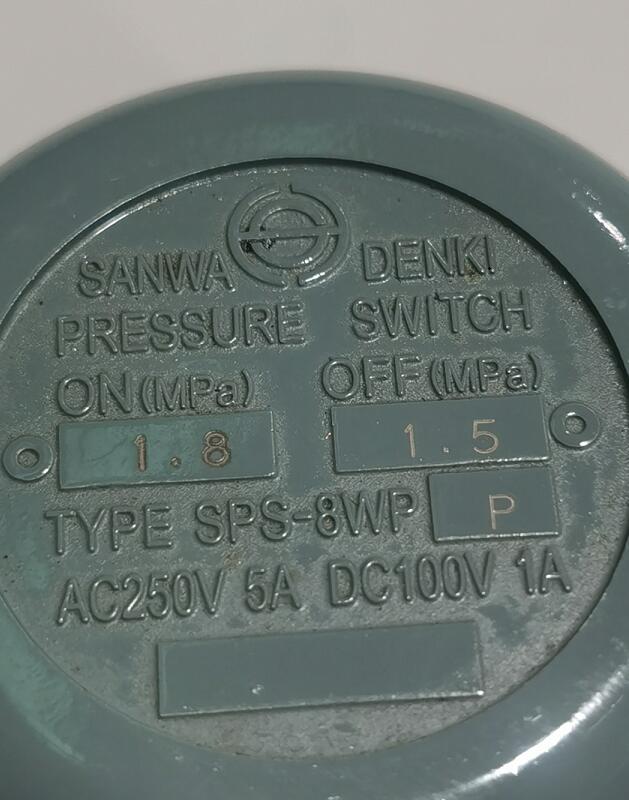 SANWA DENKI
PRESSURE SWITCH
ON(MPa) OFF(MPa)
1.8 1.5
TYPE SPS-8WP P
AC250V 5A DC100V 1A